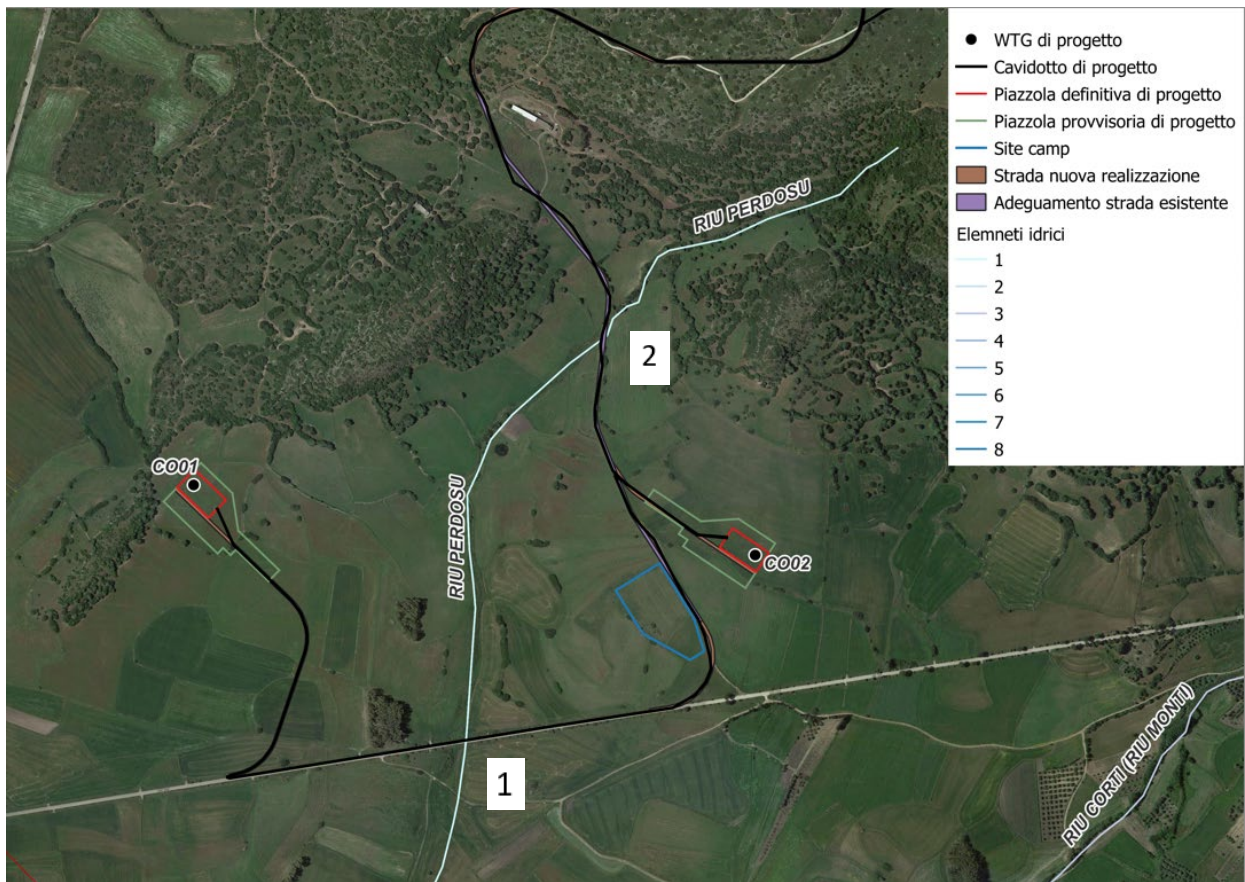 WTG di progetto
Cavidotto di progetto
Piazzola definitiva di progetto
Piazzola provvisoria di progetto
Site camp
Strada nuova realizzazione
Adeguamento strada esistente
Elemneti idrici
1
2
3
4
5
6
7
8
RIU PERDOSU
2
CO01
RIU PERDOSU
CO02
1
RIU CORTI (RIU MONTI)